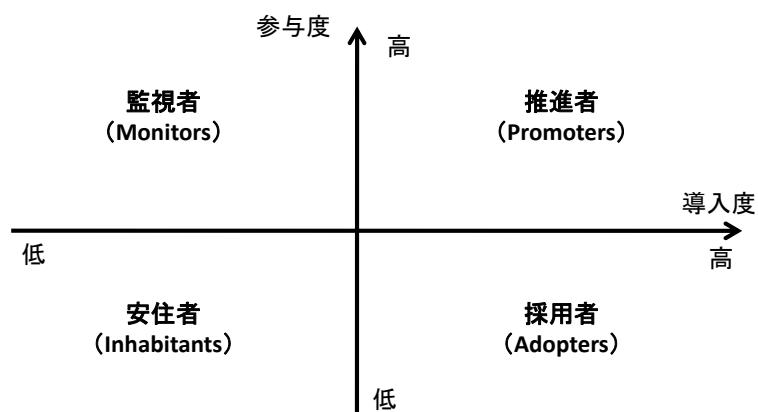 参与度
高
監視者
（Monitors）
推進者
（Promoters）
導入度
低
高
安住者
（Inhabitants）
採用者
（Adopters）
低